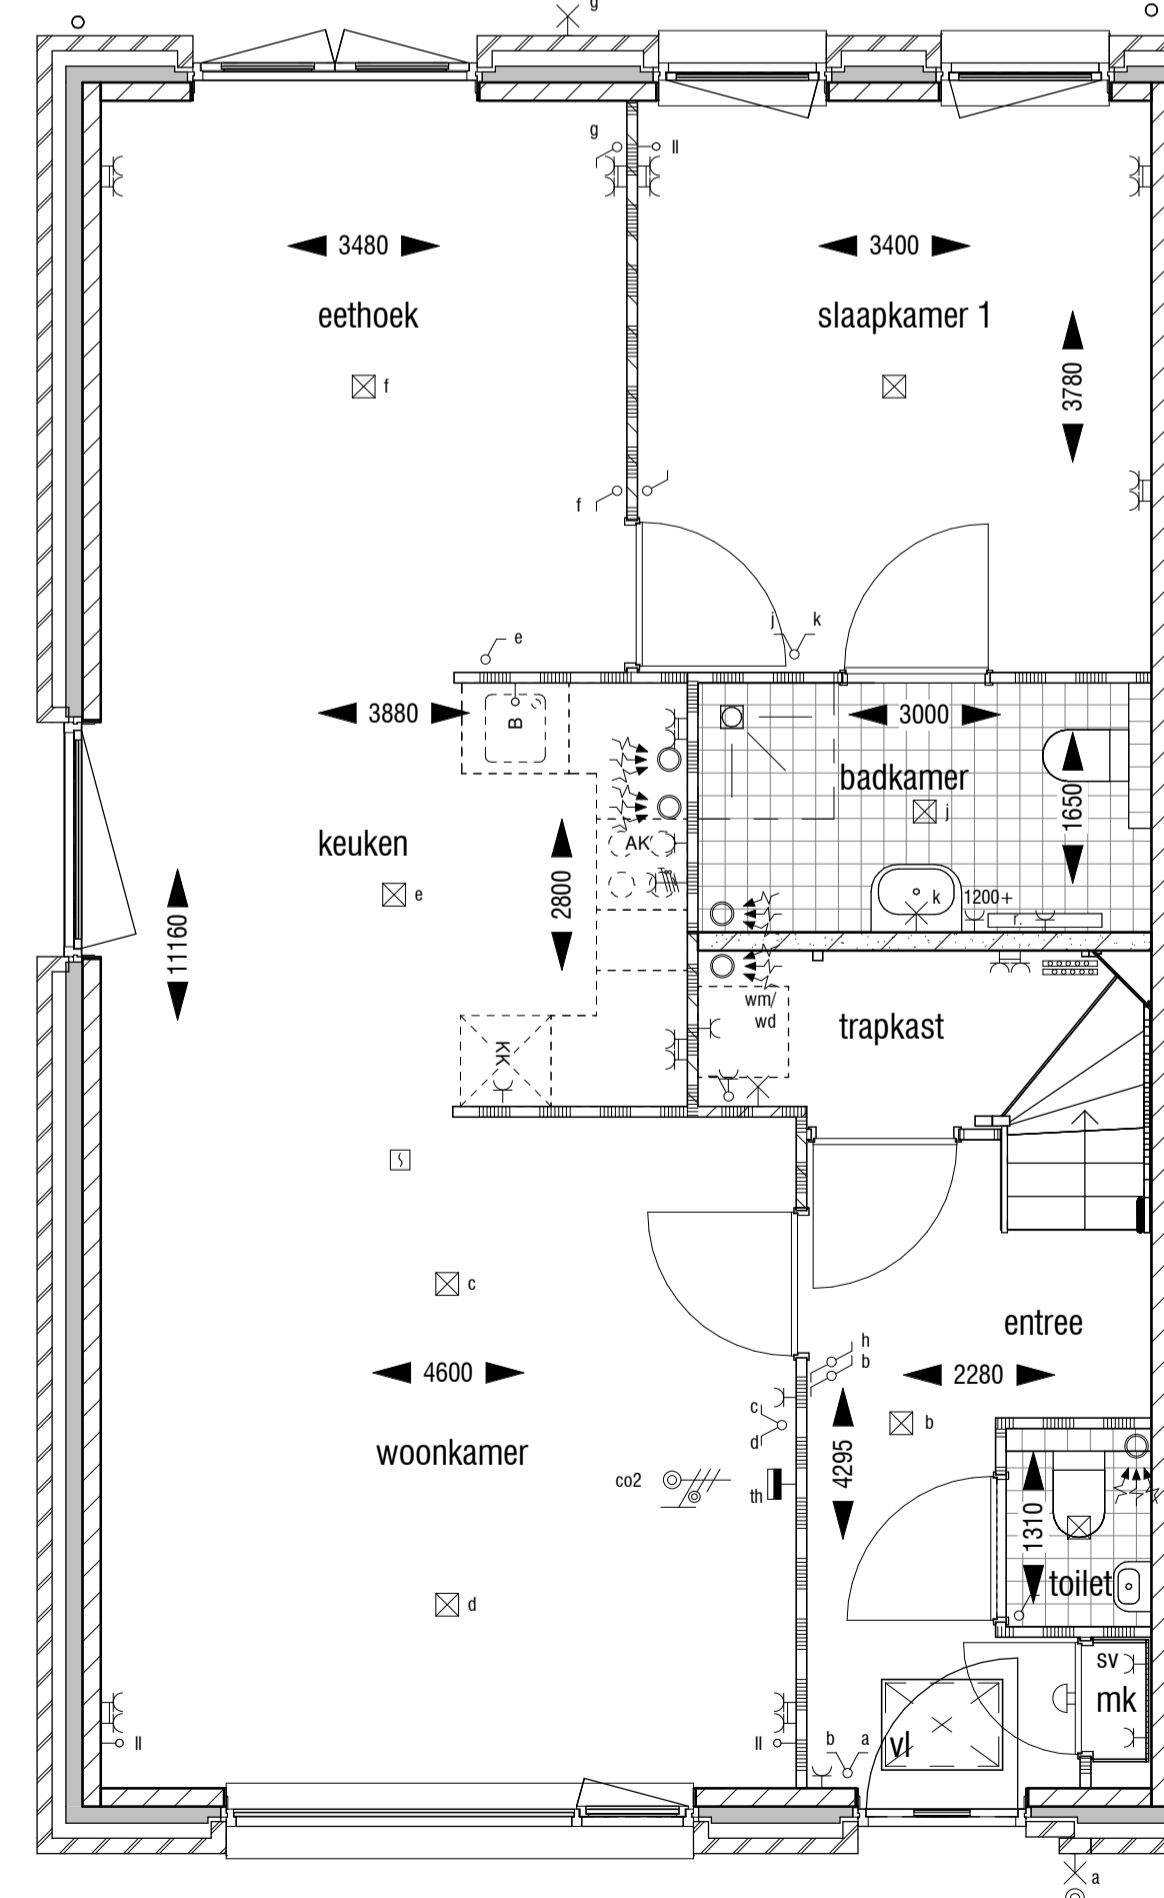 g
g
ll
3480
3400
eethoek
slaapkamer 1
3780
f
f
j
k
e
3880
B
3000
badkamer
1650
j
keuken
AK
e
2800
k
1200+
r.
11160
wm/
wd
trapkast
KK
c
entree
h
b
4600
2280
c
b
d
woonkamer
4295
co2
th
1310
toilet
d
sv
mk
ll
ll
b
a
vl
a